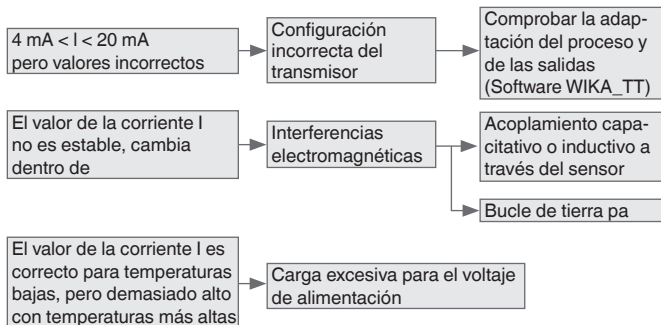 4 mA < I < 20 mA
pero valores incorrectos
Configuración
incorrecta del
transmisor
Comprobar la adap-
tación del proceso y
de las salidas
(Software WIKA_TT)
El valor de la corriente I
no es estable, cambia
dentro de
Interferencias
electromagnéticas
Acoplamiento capa-
citativo o inductivo a
través del sensor
Bucle de tierra pa
El valor de la corriente I es
correcto para temperaturas
bajas, pero demasiado alto
con temperaturas más altas
Carga excesiva para el voltaje
de alimentación